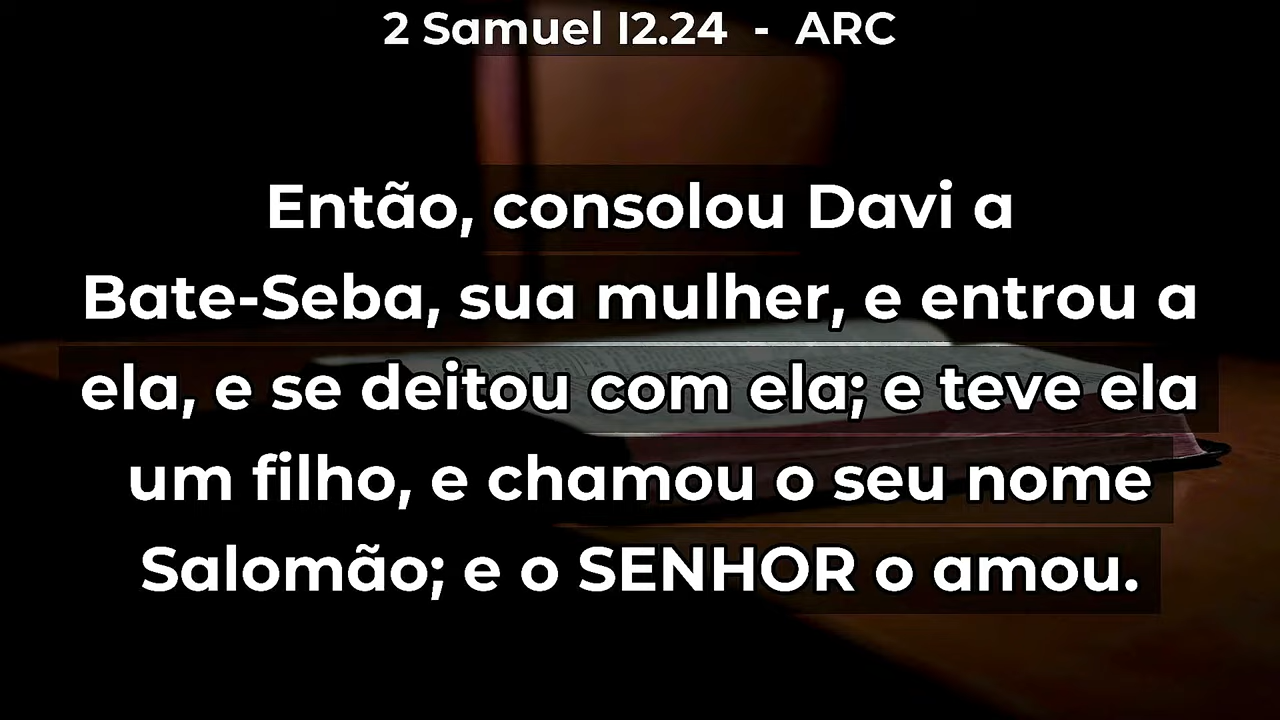 2 Samuel I2.24 - ARC
Então, consolou Davi a
Bate-Seba, sua mulher, e entrou a
ela, e se deitou com ela; e teve ela
um filho, e chamou o seu nome
Salomão; e o SENHOR o amou.